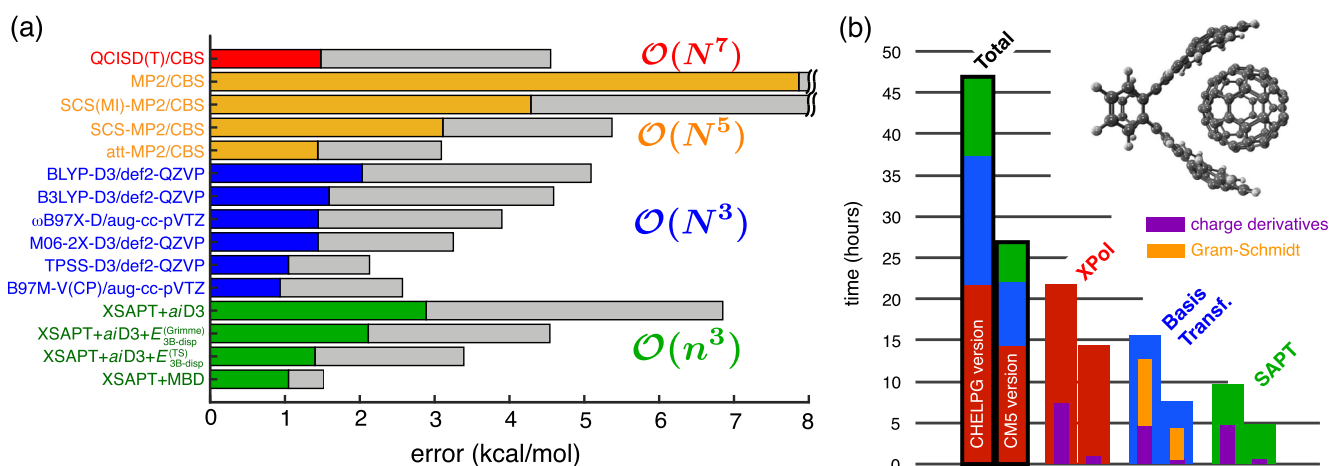 (a)
QCISD(T)/CBS
MP2/CBS
SCS(MI)-MP2/CBS
SCS-MP2/CBS
att-MP2/CBS
BLYP-D3/def2-QZVP
B3LYP-D3/def2-QZVP
ωB97X-D/aug-cc-pVTZ
M06-2X-D3/def2-QZVP
TPSS-D3/def2-QZVP
B97M-V(CP)/aug-cc-pVTZ
XSAPT+aiD3
XSAPT+aiD3+E(Grimme)3B-disp
XSAPT+aiD3+E(TS)3B-disp
XSAPT+MBD
O(N⁷)
O(N⁵)
O(N³)
O(n³)
0 1 2 3 4 5 6 7 8
error (kcal/mol)
(b)
time (hours)
50
45
40
35
30
25
20
15
10
5
0
Total
CHELPG version
CM5 version
XPol
Basis
Transf.
SAPT
charge derivatives
Gram-Schmidt